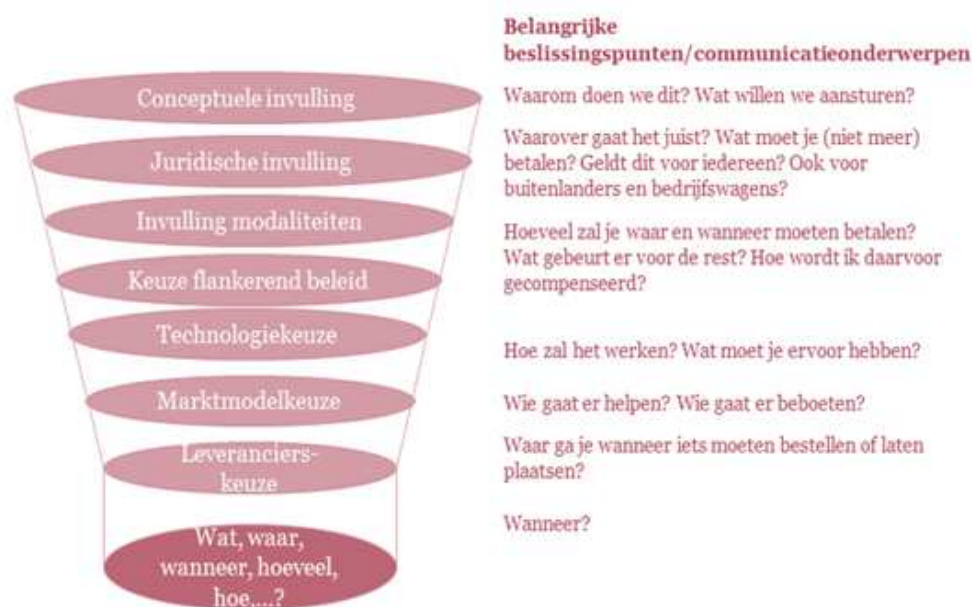 Belangrijke
beslissingspunten/communicatieonderwerpen
Conceptuele invulling
Waarom doen we dit? Wat willen we aansturen?
Juridische invulling
Waarover gaat het juist? Wat moet je (niet meer)
betalen? Geldt dit voor iedereen? Ook voor
buitenlanders en bedrijfswagens?
Invulling modaliteiten
Hoeveel zal je waar en wanneer moeten betalen?
Wat gebeurt er voor de rest? Hoe wordt ik daarvoor
gecompenseerd?
Keuze flankerend beleid
Technologiekeuze
Hoe zal het werken? Wat moet je ervoor hebben?
Marktmodelkeuze
Wie gaat er helpen? Wie gaat er beboeten?
Leveranciers-
keuze
Waar ga je wanneer iets moeten bestellen of laten
plaatsen?
Wat, waar,
wanneer, hoeveel,
hoe,...?
Wanneer?